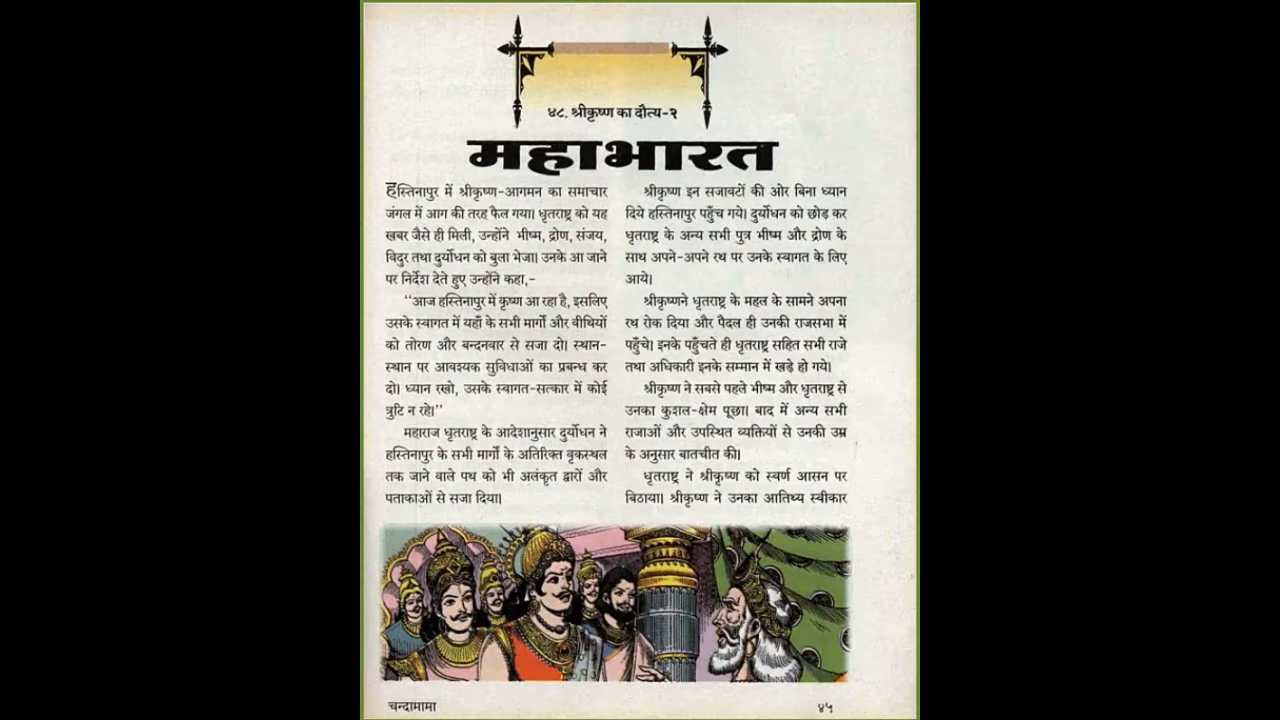 ४८. श्रीकृष्ण का दौत्य-२
महाभारत
हस्तिनापुर में श्रीकृष्ण-आगमन का समाचार
जंगल में आग की तरह फैल गया। धृतराष्ट्र को यह
खबर जैसे ही मिली, उन्होंने भीष्म, द्रोण, संजय,
विदुर तथा दुर्योधन को बुला भेजा। उनके आ जाने
पर निर्देश देते हुए उन्होंने कहा,-
‘‘आज हस्तिनापुर में कृष्ण आ रहा है, इसलिए
उसके स्वागत में यहाँ के सभी मार्गों और वीथियों
को तोरण और बन्दनवार से सजा दो। स्थान-
स्थान पर आवश्यक सुविधाओं का प्रबन्ध कर
दो। ध्यान रखो, उसके स्वागत-सत्कार में कोई
त्रुटि न रहे।’’
महाराज धृतराष्ट्र के आदेशानुसार दुर्योधन ने
हस्तिनापुर के सभी मार्गों के अतिरिक्त वृकस्थल
तक जाने वाले पथ को भी अलंकृत द्वारों और
पताकाओं से सजा दिया।
श्रीकृष्ण इन सजावटों की ओर बिना ध्यान
दिये हस्तिनापुर पहुँच गये। दुर्योधन को छोड़ कर
धृतराष्ट्र के अन्य सभी पुत्र भीष्म और द्रोण के
साथ अपने-अपने रथ पर उनके स्वागत के लिए
आये।
श्रीकृष्णने धृतराष्ट्र के महल के सामने अपना
रथ रोक दिया और पैदल ही उनकी राजसभा में
पहुँचे। इनके पहुँचते ही धृतराष्ट्र सहित सभी राजे
तथा अधिकारी इनके सम्मान में खड़े हो गये।
श्रीकृष्ण ने सबसे पहले भीष्म और धृतराष्ट्र से
उनका कुशल-क्षेम पूछा। बाद में अन्य सभी
राजाओं और उपस्थित व्यक्तियों से उनकी उम्र
के अनुसार बातचीत की।
धृतराष्ट्र ने श्रीकृष्ण को स्वर्ण आसन पर
बिठाया। श्रीकृष्ण ने उनका आतिथ्य स्वीकार
चन्दामामा
४५